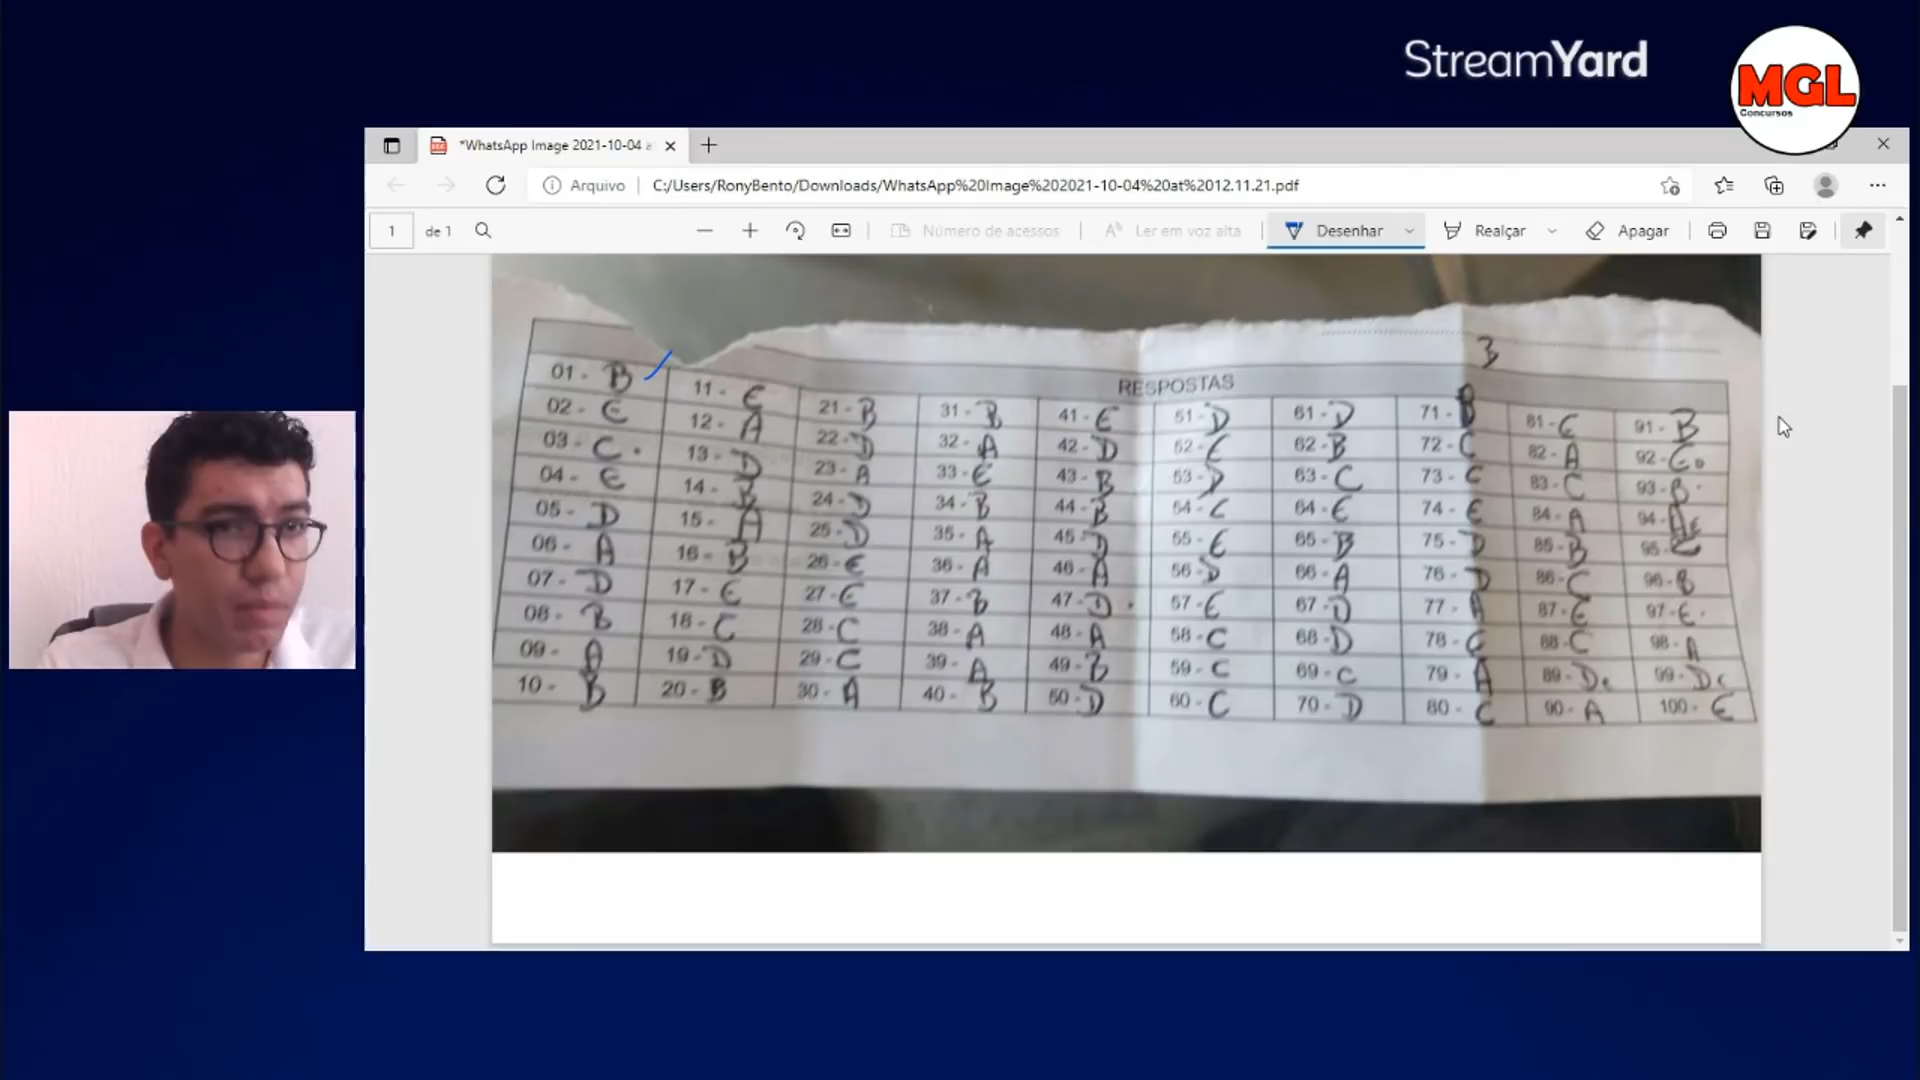 StreamYard
MGL
Concursos
*WhatsApp Image 2021-10-04 a
Arquivo
C:/Users/RonyBento/Downloads/WhatsApp%20Image%202021-10-04%20at%2012.11.21.pdf
1 de 1
Número de acessos
Ler em voz alta
Desenhar
Realçar
Apagar
3
RESPOSTAS
01 - B 11 - E 21 - B 31 - B 41 - E 51 - D 61 - D 71 - B 81 - E 91 - B
02 - E 12 - A 22 - D 32 - A 42 - D 52 - E 62 - B 72 - C 82 - A 92 - E
03 - C 13 - D 23 - A 33 - E 43 - B 53 - D 63 - C 73 - E 83 - C 93 - B
04 - E 14 - B 24 - D 34 - B 44 - B 54 - C 64 - E 74 - E 84 - A 94 -
05 - D 15 - A 25 - D 35 - A 45 - D 55 - E 65 - B 75 - D 85 - B 95 -
06 - A 16 - B 26 - E 36 - A 46 - A 56 - D 66 - A 76 - D 86 - C 96 - B
07 - D 17 - E 27 - E 37 - B 47 - D 57 - E 67 - D 77 - A 87 - E 97 - E
08 - B 18 - C 28 - C 38 - A 48 - A 58 - C 68 - D 78 - C 88 - C 98 - A
09 - A 19 - D 29 - C 39 - A 49 - B 59 - C 69 - C 79 - A 89 - D 99 - D
10 - B 20 - B 30 - A 40 - B 50 - D 60 - C 70 - D 80 - C 90 - A 100 - E